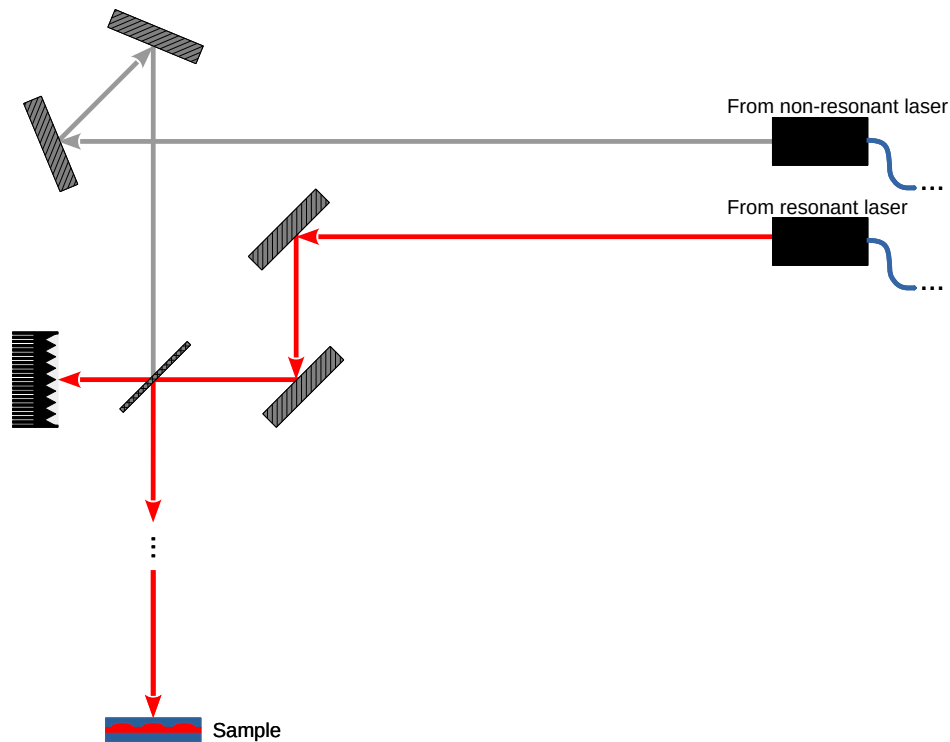 From non-resonant laser
...
From resonant laser
...
...
Sample